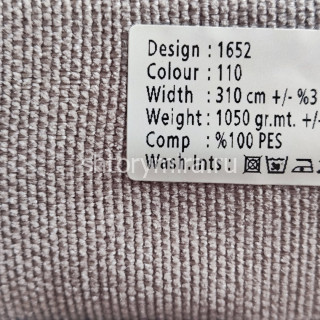 Design : 1652
Colour : 110
Width : 310 cm +/- %3
Weight : 1050 gr.mt. +/-
Comp : %100 PES
Wash.Ints :